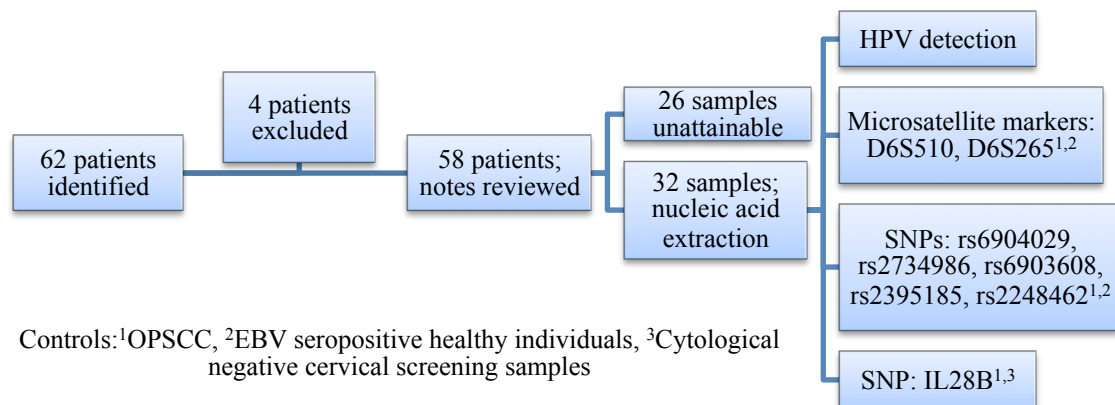 62 patients
identified
4 patients
excluded
58 patients;
notes reviewed
26 samples
unattainable
32 samples;
nucleic acid
extraction
HPV detection
Microsatellite markers:
D6S510, D6S265¹,²
SNPs: rs6904029,
rs2734986, rs6903608,
rs2395185, rs2248462¹,²
SNP: IL28B¹,³
Controls:¹OPSCC, ²EBV seropositive healthy individuals, ³Cytological
negative cervical screening samples